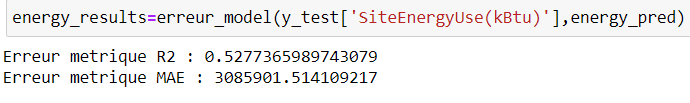 energy_results=erreur_model(y_test['SiteEnergyUse(kBtu)'],energy_pred)
Erreur metrique R2 : 0.5277365989743079
Erreur metrique MAE : 3085901.514109217